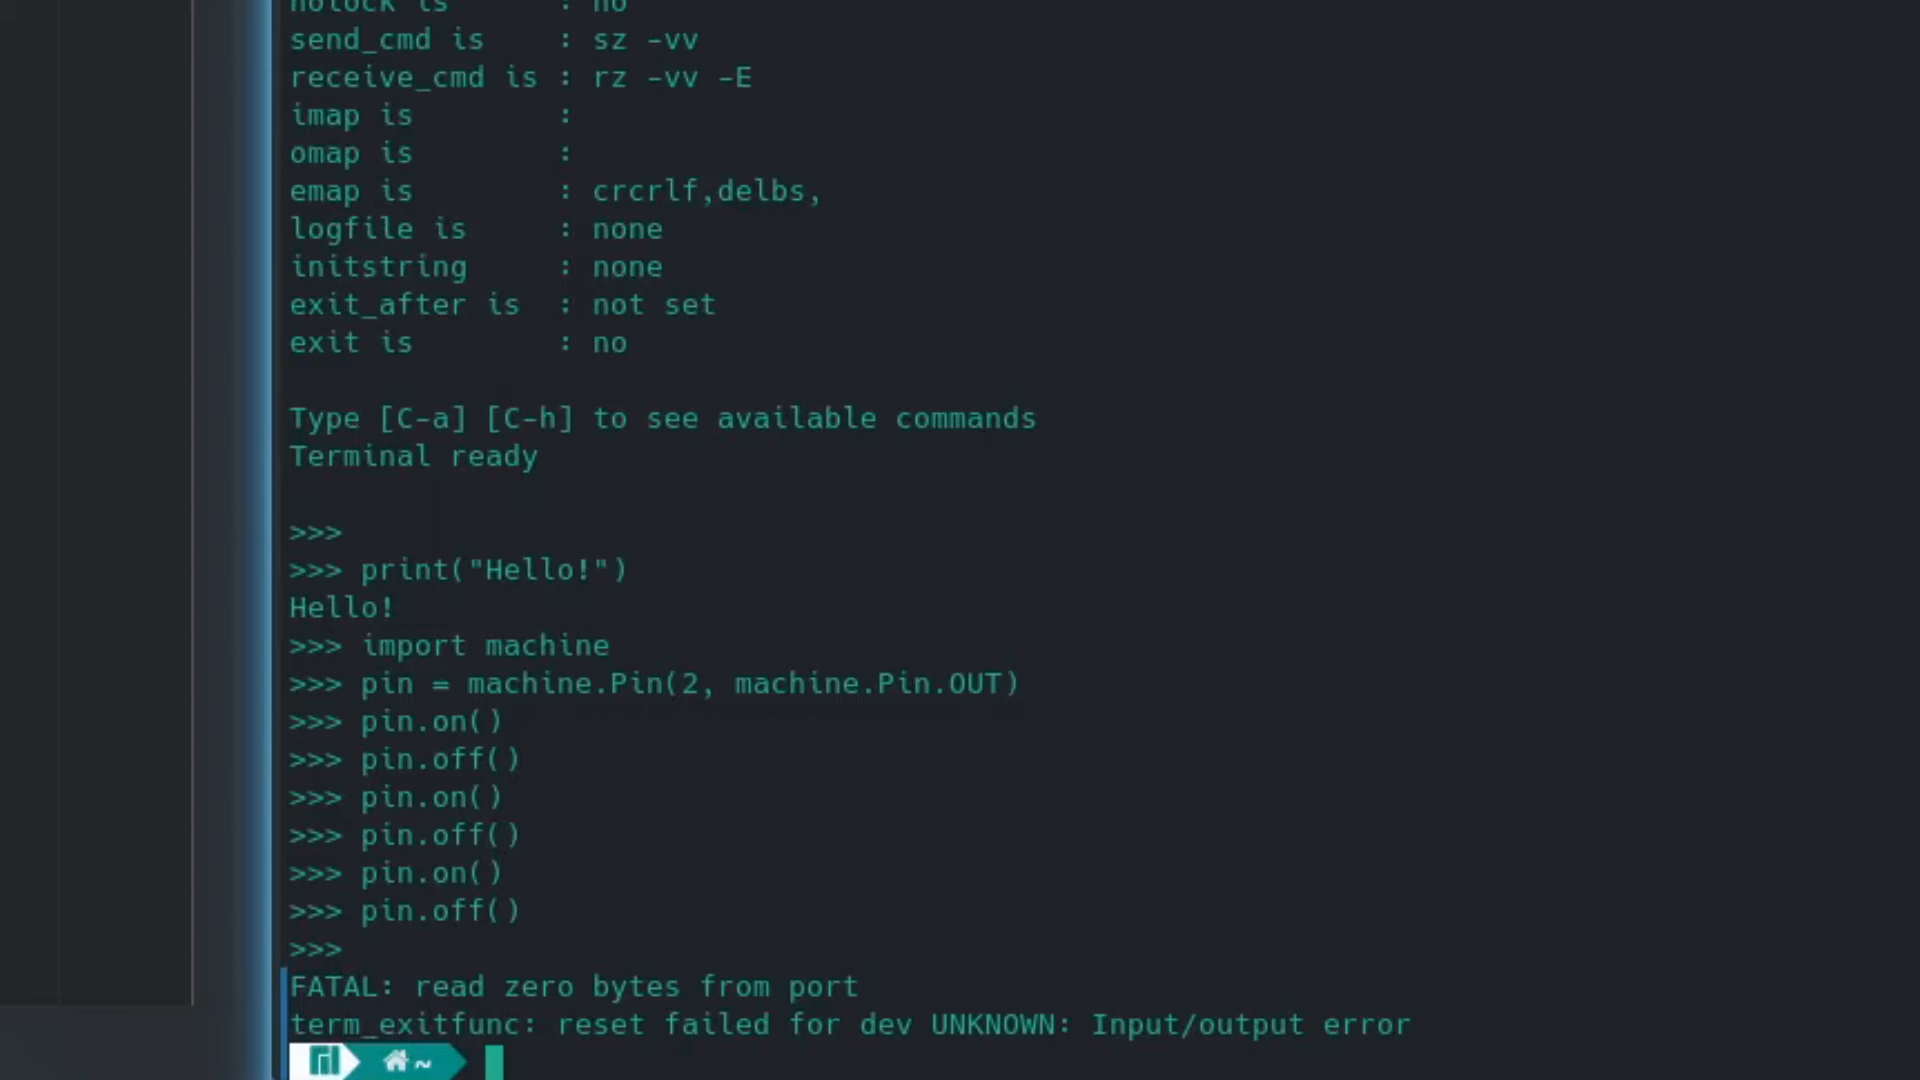 nolock is : no
send_cmd is : sz -vv
receive_cmd is : rz -vv -E
imap is :
omap is :
emap is : crcrlf,delbs,
logfile is : none
initstring : none
exit_after is : not set
exit is : no
Type [C-a] [C-h] to see available commands
Terminal ready
>>>
>>> print("Hello!")
Hello!
>>> import machine
>>> pin = machine.Pin(2, machine.Pin.OUT)
>>> pin.on()
>>> pin.off()
>>> pin.on()
>>> pin.off()
>>> pin.on()
>>> pin.off()
>>>
FATAL: read zero bytes from port
term_exitfunc: reset failed for dev UNKNOWN: Input/output error
~